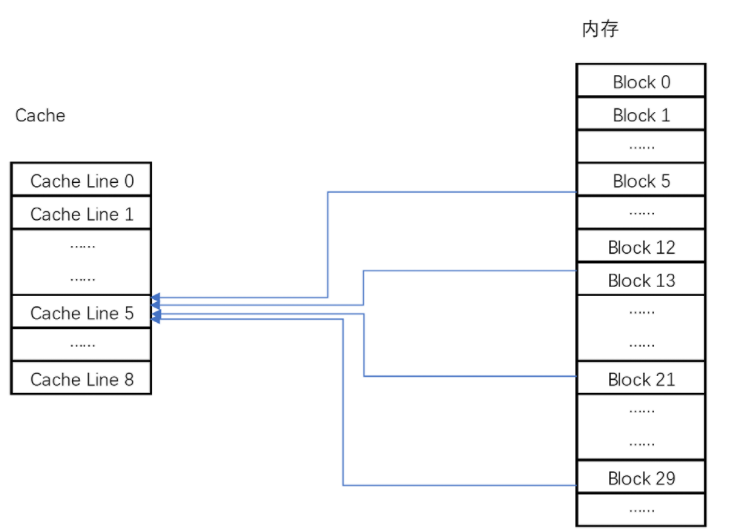 内存
Block 0
Block 1
……
Block 5
……
Block 12
Block 13
……
……
Block 21
……
……
Block 29
……
Cache
Cache Line 0
Cache Line 1
……
……
Cache Line 5
……
Cache Line 8